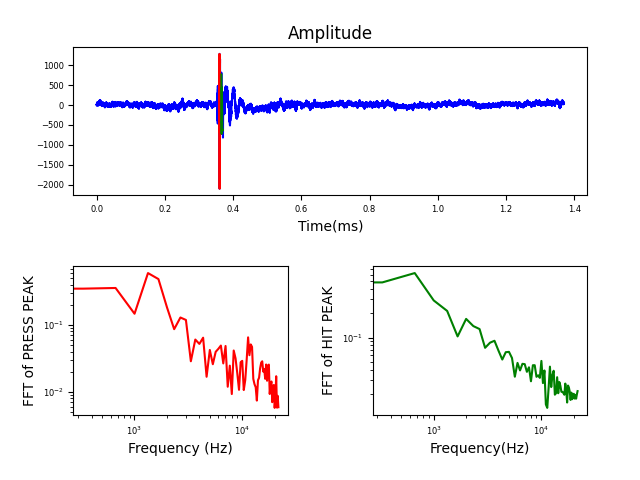 Amplitude
1000
500
0
−500
−1000
−1500
−2000
0.0 0.2 0.4 0.6 0.8 1.0 1.2 1.4
Time(ms)
FFT of PRESS PEAK
10⁻¹
10⁻²
10³ 10⁴
Frequency (Hz)
FFT of HIT PEAK
10⁻¹
10³ 10⁴
Frequency(Hz)